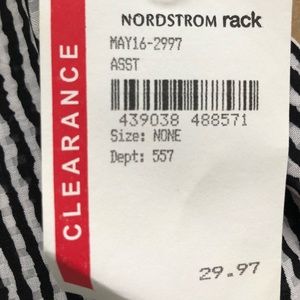 NORDSTROM rack
MAY16-2997
ASST
439038 488571
Size: NONE
Dept: 557
29.97
CLEARANCE